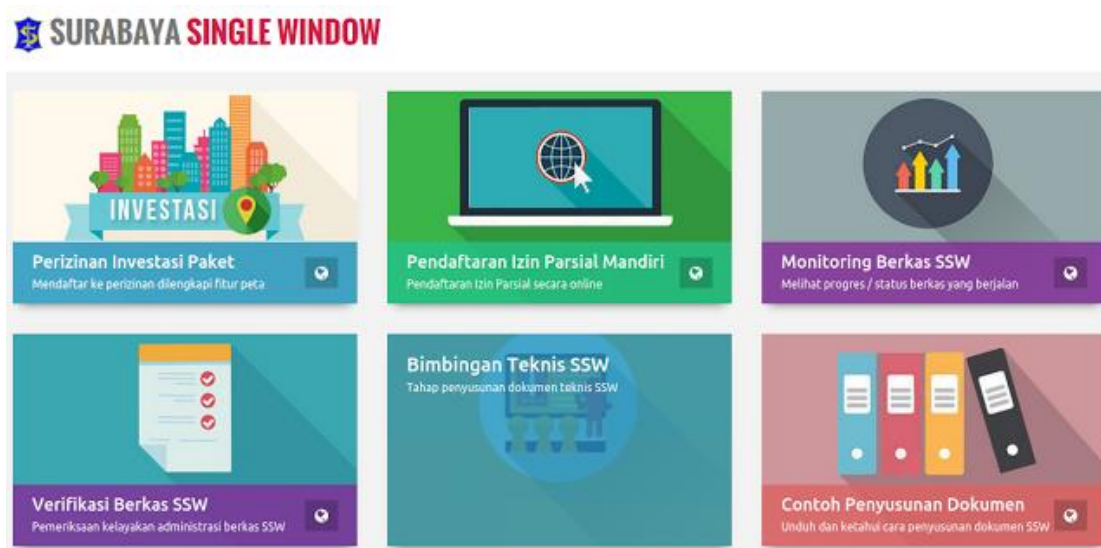 SURABAYA SINGLE WINDOW
INVESTASI
Perizinan Investasi Paket
Mendaftar ke perizinan dilengkapi fitur peta
Pendaftaran Izin Parsial Mandiri
Pendaftaran Izin Parsial secara online
Monitoring Berkas SSW
Melihat progres / status berkas yang berjalan
Verifikasi Berkas SSW
Pemeriksaan kelayakan administrasi berkas SSW
Bimbingan Teknis SSW
Tahap penyusunan dokumen teknis SSW
Contoh Penyusunan Dokumen
Unduh dan ketahui cara penyusunan dokumen SSW